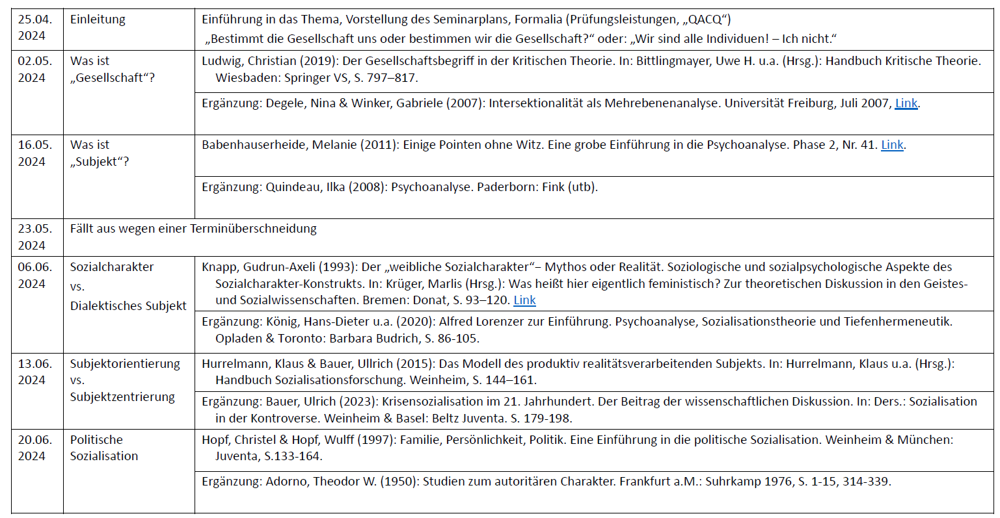 25.04.
2024
Einleitung
Einführung in das Thema, Vorstellung des Seminarplans, Formalia (Prüfungsleistungen, „QACQ“)
„Bestimmt die Gesellschaft uns oder bestimmen wir die Gesellschaft?“ oder: „Wir sind alle Individuen! – Ich nicht.“
02.05.
2024
Was ist
„Gesellschaft“?
Ludwig, Christian (2019): Der Gesellschaftsbegriff in der Kritischen Theorie. In: Bittlingmayer, Uwe H. u.a. (Hrsg.): Handbuch Kritische Theorie.
Wiesbaden: Springer VS, S. 797–817.
Ergänzung: Degele, Nina & Winker, Gabriele (2007): Intersektionalität als Mehrebenenanalyse. Universität Freiburg, Juli 2007, Link.
16.05.
2024
Was ist
„Subjekt“?
Babenhauserheide, Melanie (2011): Einige Pointen ohne Witz. Eine grobe Einführung in die Psychoanalyse. Phase 2, Nr. 41. Link.
Ergänzung: Quindeau, Ilka (2008): Psychoanalyse. Paderborn: Fink (utb).
23.05.
2024
Fällt aus wegen einer Terminüberschneidung
06.06.
2024
Sozialcharakter
vs.
Dialektisches Subjekt
Knapp, Gudrun-Axeli (1993): Der „weibliche Sozialcharakter“– Mythos oder Realität. Soziologische und sozialpsychologische Aspekte des
Sozialcharakter-Konstrukts. In: Krüger, Marlis (Hrsg.): Was heißt hier eigentlich feministisch? Zur theoretischen Diskussion in den Geistes-
und Sozialwissenschaften. Bremen: Donat, S. 93–120. Link
Ergänzung: König, Hans-Dieter u.a. (2020): Alfred Lorenzer zur Einführung. Psychoanalyse, Sozialisationstheorie und Tiefenhermeneutik.
Opladen & Toronto: Barbara Budrich, S. 86-105.
13.06.
2024
Subjektorientierung
vs.
Subjektzentrierung
Hurrelmann, Klaus & Bauer, Ullrich (2015): Das Modell des produktiv realitätsverarbeitenden Subjekts. In: Hurrelmann, Klaus u.a. (Hrsg.):
Handbuch Sozialisationsforschung. Weinheim, S. 144–161.
Ergänzung: Bauer, Ulrich (2023): Krisensozialisation im 21. Jahrhundert. Der Beitrag der wissenschaftlichen Diskussion. In: Ders.: Sozialisation
in der Kontroverse. Weinheim & Basel: Beltz Juventa. S. 179-198.
20.06.
2024
Politische
Sozialisation
Hopf, Christel & Hopf, Wulff (1997): Familie, Persönlichkeit, Politik. Eine Einführung in die politische Sozialisation. Weinheim & München:
Juventa, S.133-164.
Ergänzung: Adorno, Theodor W. (1950): Studien zum autoritären Charakter. Frankfurt a.M.: Suhrkamp 1976, S. 1-15, 314-339.